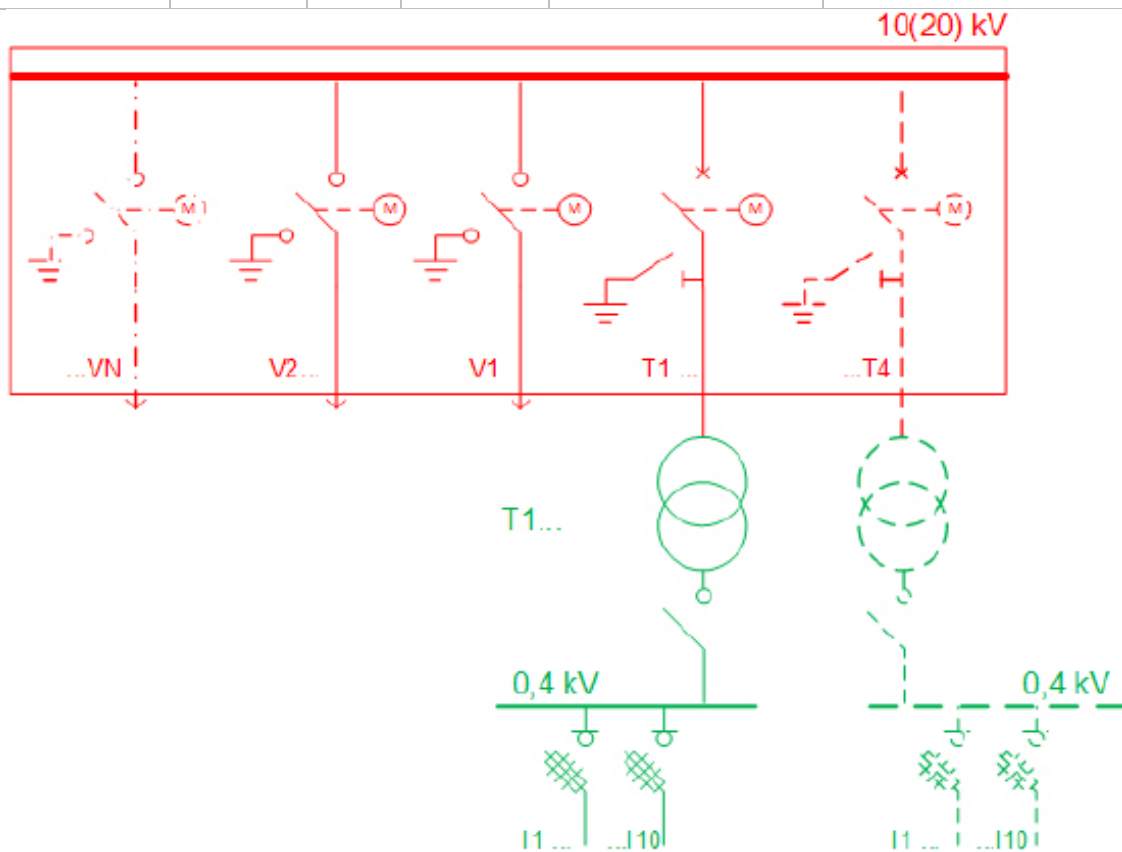 10(20) kV
M M M M M
...VN V2... V1 T1 ... ...T4
T1...
0,4 kV 0,4 kV
I1 ... ...I10 I1 ... ...I10